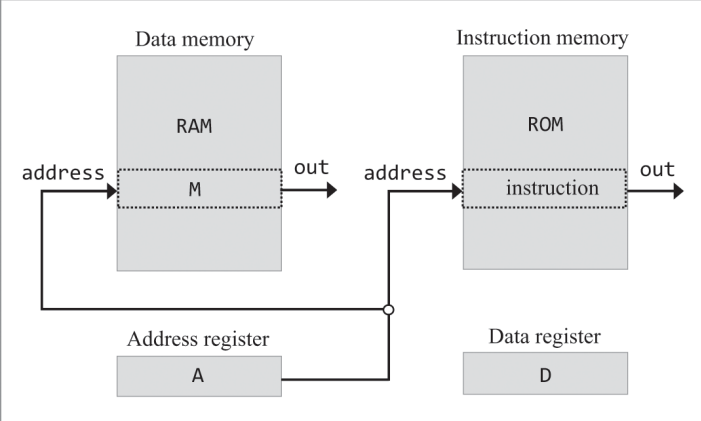 Data memory
Instruction memory
RAM
ROM
address
M
out
address
instruction
out
Address register
Data register
A
D